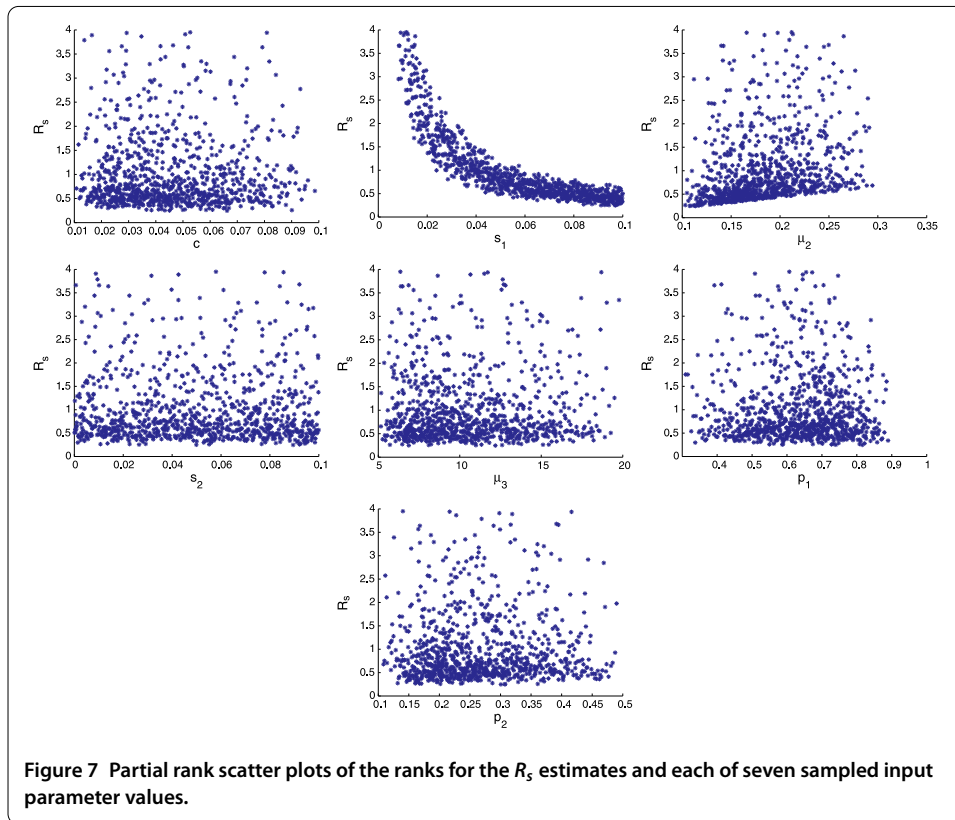 4
3.5
3
2.5
2
1.5
1
0.5
0
R_s
0.01 0.02 0.03 0.04 0.05 0.06 0.07 0.08 0.09 0.1
c
4
3.5
3
2.5
2
1.5
1
0.5
0
R_s
0 0.02 0.04 0.06 0.08 0.1
s_1
4
3.5
3
2.5
2
1.5
1
0.5
0
R_s
0.1 0.15 0.2 0.25 0.3 0.35
μ_2
4
3.5
3
2.5
2
1.5
1
0.5
0
R_s
0 0.02 0.04 0.06 0.08 0.1
s_2
4
3.5
3
2.5
2
1.5
1
0.5
0
R_s
5 10 15 20
μ_3
4
3.5
3
2.5
2
1.5
1
0.5
0
R_s
0.4 0.5 0.6 0.7 0.8 0.9 1
p_1
4
3.5
3
2.5
2
1.5
1
0.5
0
R_s
0.1 0.15 0.2 0.25 0.3 0.35 0.4 0.45 0.5
p_2
Figure 7 Partial rank scatter plots of the ranks for the R_s estimates and each of seven sampled input
parameter values.